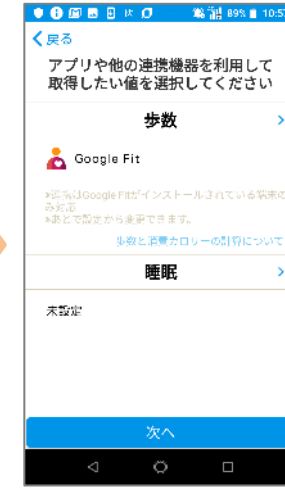 89% 10:57
戻る
アプリや他の連携機器を利用して
取得したい値を選択してください
歩数
Google Fit
※連携はGoogle Fitがインストールされている端末の
み対応
※あとで設定から変更できます。
歩数と消費カロリーの計算について
睡眠
未設定
次へ